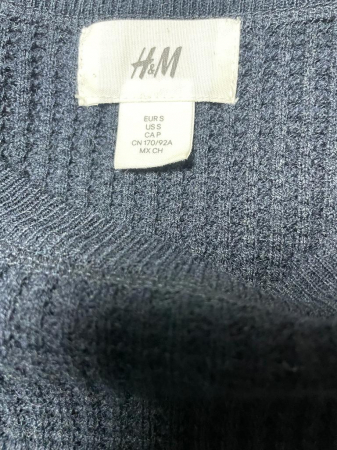 H&M
EUR S
US S
CA P
CN 170/92A
MX CH